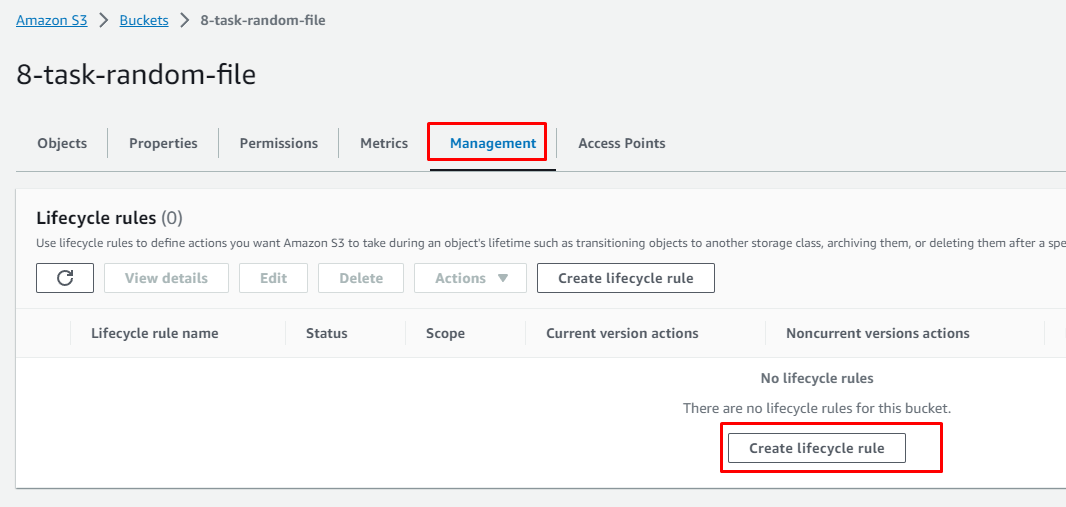 Amazon S3 > Buckets > 8-task-random-file
8-task-random-file
Objects Properties Permissions Metrics Management Access Points
Lifecycle rules (0)
Use lifecycle rules to define actions you want Amazon S3 to take during an object's lifetime such as transitioning objects to another storage class, archiving them, or deleting them after a spe
View details Edit Delete Actions ▼ Create lifecycle rule
Lifecycle rule name Status Scope Current version actions Noncurrent versions actions
No lifecycle rules
There are no lifecycle rules for this bucket.
Create lifecycle rule